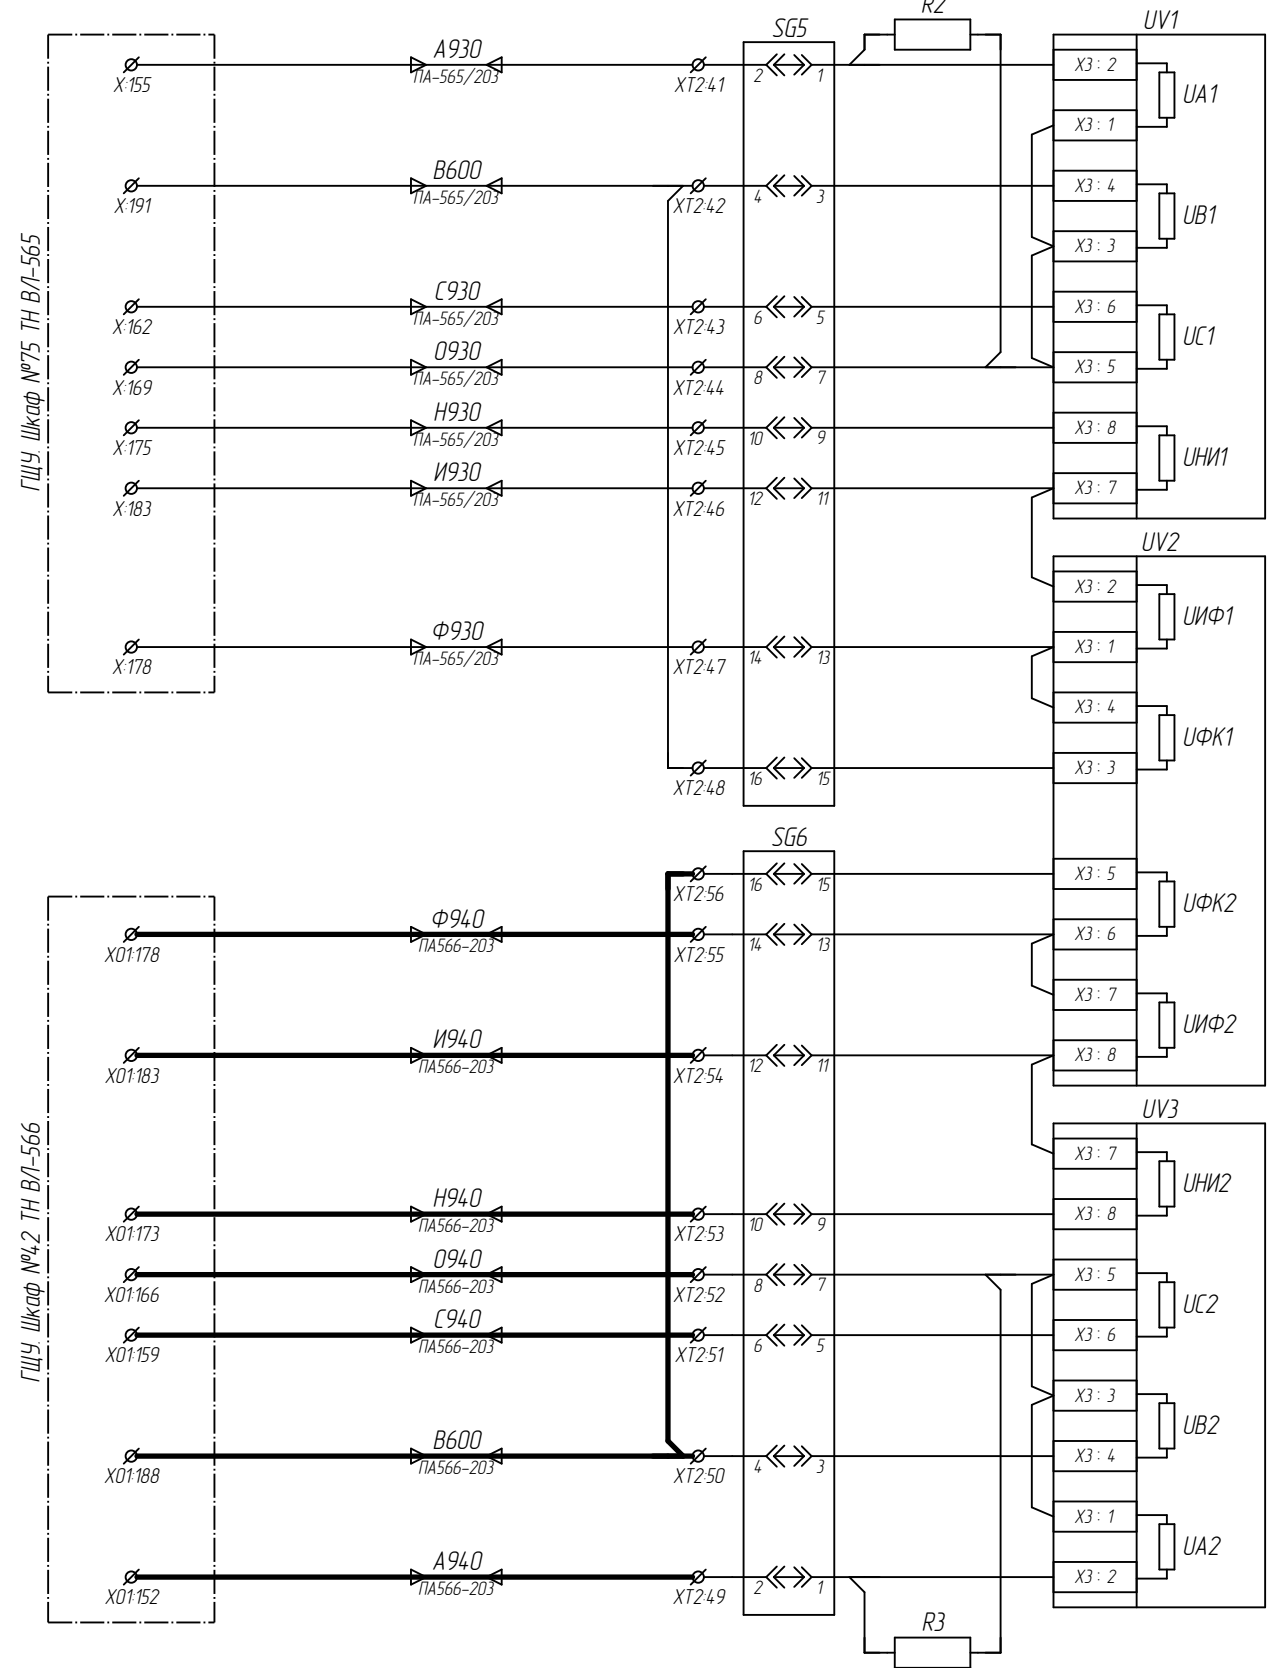 R2
SG5
UV1
А930
ПА-565/203
X:155
XT2:41
2
1
X3: 2
UA1
X3: 1
В600
ПА-565/203
X:191
XT2:42
4
3
X3: 4
UB1
X3: 3
С930
ПА-565/203
X:162
XT2:43
6
5
X3: 6
UC1
О930
ПА-565/203
X:169
XT2:44
8
7
X3: 5
Н930
ПА-565/203
X:175
XT2:45
10
9
X3: 8
UНИ1
И930
ПА-565/203
X:183
XT2:46
12
11
X3: 7
ГЩУ. Шкаф №75 ТН ВЛ-565
UV2
X3: 2
UИФ1
Ф930
ПА-565/203
X:178
XT2:47
14
13
X3: 1
X3: 4
UФК1
XT2:48
16
15
X3: 3
SG6
XT2:56
16
15
X3: 5
UФК2
Ф940
ПА566-203
X01:178
XT2:55
14
13
X3: 6
X3: 7
UИФ2
И940
ПА566-203
X01:183
XT2:54
12
11
X3: 8
UV3
X3: 7
UНИ2
Н940
ПА566-203
X01:173
XT2:53
10
9
X3: 8
О940
ПА566-203
X01:166
XT2:52
8
7
X3: 5
UC2
С940
ПА566-203
X01:159
XT2:51
6
5
X3: 6
ГЩУ. Шкаф №42 ТН ВЛ-566
X3: 3
UB2
В600
ПА566-203
X01:188
XT2:50
4
3
X3: 4
X3: 1
UA2
А940
ПА566-203
X01:152
XT2:49
2
1
X3: 2
R3